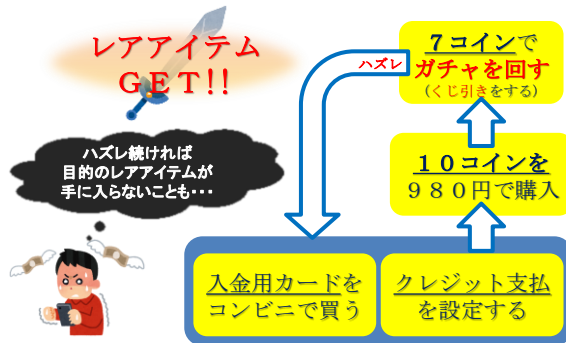 レアアイテム
ＧＥＴ!!
ハズレ続ければ
目的のレアアイテムが
手に入らないことも・・・
ハズレ
７コインで
ガチャを回す
(くじ引きをする)
１０コインを
９８０円で購入
入金用カードを
コンビニで買う
クレジット支払
を設定する